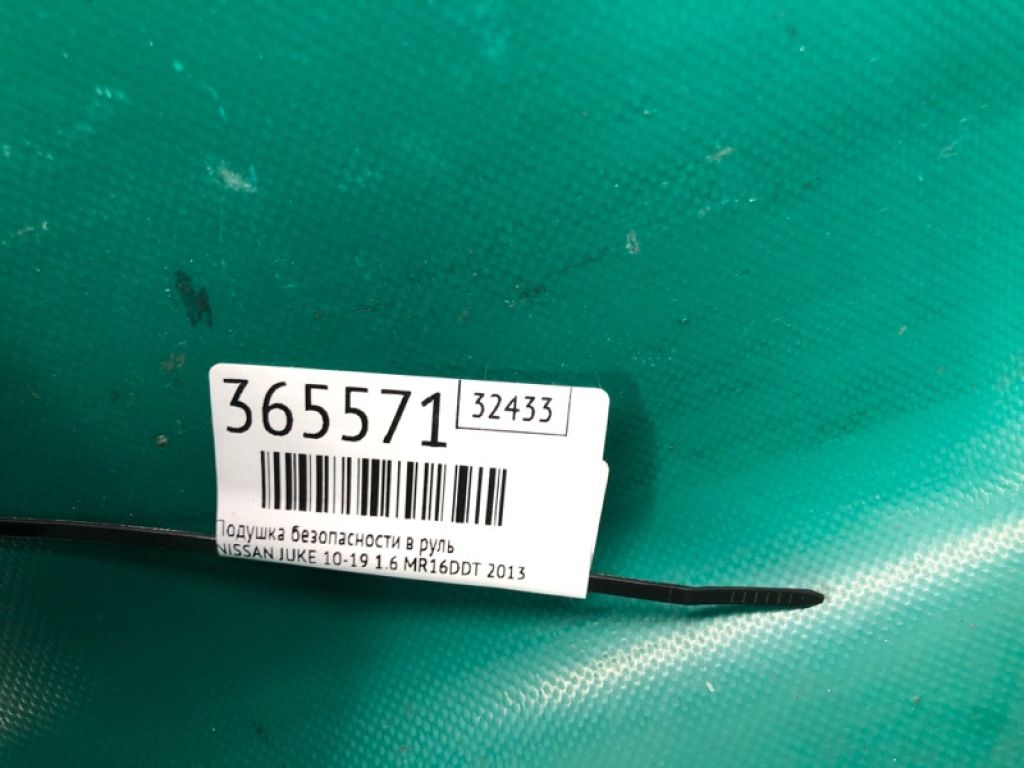 365571
32433
Подушка безопасности в руль
NISSAN JUKE 10-19 1.6 MR16DDT 2013